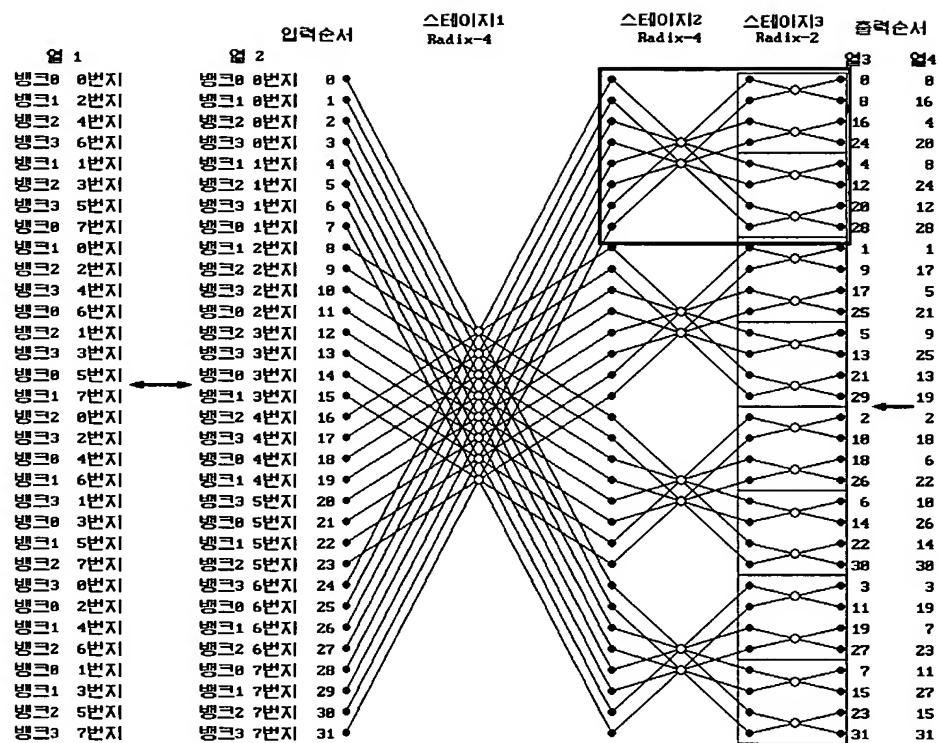 스테이지1 스테이지2 스테이지3 출력순서
입력순서 Radix-4 Radix-4 Radix-2
열 1 열 2 열3 열4
뱅크0 0번지 뱅크0 0번지 0 0 0
뱅크1 2번지 뱅크1 0번지 1 8 16
뱅크2 4번지 뱅크2 0번지 2 16 4
뱅크3 6번지 뱅크3 0번지 3 24 20
뱅크1 1번지 뱅크1 1번지 4 4 8
뱅크2 3번지 뱅크2 1번지 5 12 24
뱅크3 5번지 뱅크3 1번지 6 20 12
뱅크0 7번지 뱅크0 1번지 7 28 28
뱅크1 0번지 뱅크1 2번지 8 1 1
뱅크2 2번지 뱅크2 2번지 9 9 17
뱅크3 4번지 뱅크3 2번지 10 17 5
뱅크0 6번지 뱅크0 2번지 11 25 21
뱅크2 1번지 뱅크2 3번지 12 5 9
뱅크3 3번지 뱅크3 3번지 13 13 25
뱅크0 5번지 뱅크0 3번지 14 21 13
뱅크1 7번지 뱅크1 3번지 15 29 19
뱅크2 0번지 뱅크2 4번지 16 2 2
뱅크3 2번지 뱅크3 4번지 17 10 18
뱅크0 4번지 뱅크0 4번지 18 18 6
뱅크1 6번지 뱅크1 4번지 19 26 22
뱅크3 1번지 뱅크3 5번지 20 6 10
뱅크0 3번지 뱅크0 5번지 21 14 26
뱅크1 5번지 뱅크1 5번지 22 22 14
뱅크2 7번지 뱅크2 5번지 23 30 30
뱅크3 0번지 뱅크3 6번지 24 3 3
뱅크0 2번지 뱅크0 6번지 25 11 19
뱅크1 4번지 뱅크1 6번지 26 19 7
뱅크2 6번지 뱅크2 6번지 27 27 23
뱅크0 1번지 뱅크0 7번지 28 7 11
뱅크1 3번지 뱅크1 7번지 29 15 27
뱅크2 5번지 뱅크2 7번지 30 23 15
뱅크3 7번지 뱅크3 7번지 31 31 31